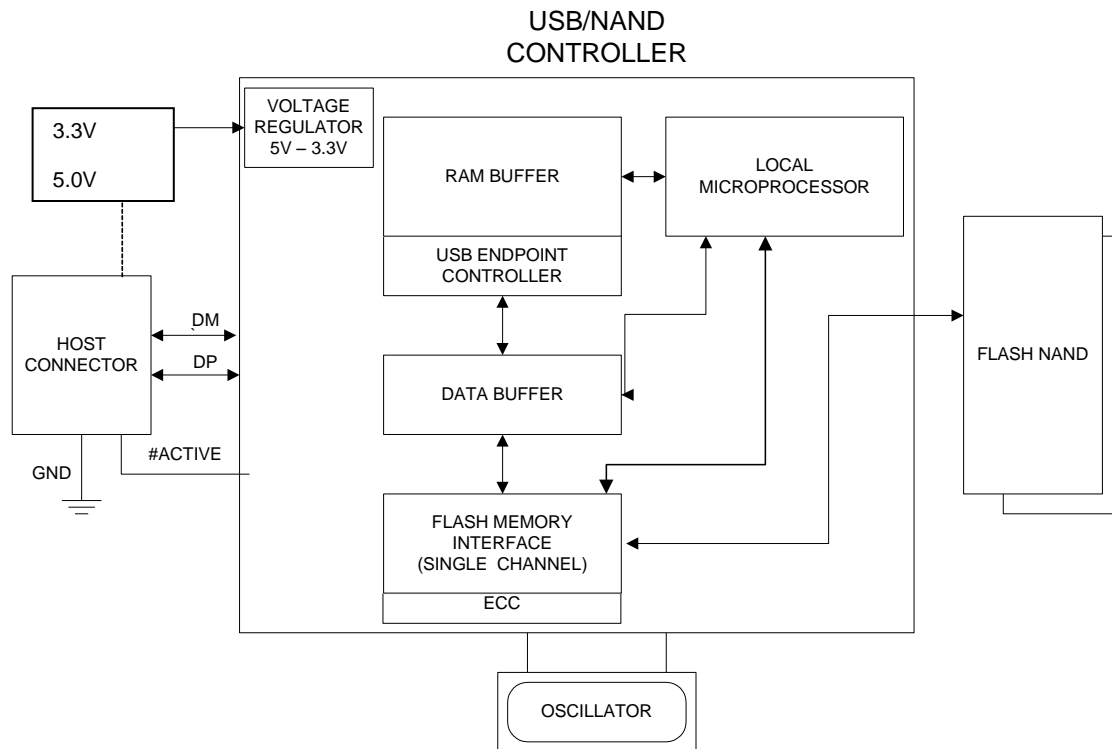 USB/NAND
CONTROLLER
3.3V
5.0V
VOLTAGE
REGULATOR
5V – 3.3V
RAM BUFFER
LOCAL
MICROPROCESSOR
USB ENDPOINT
CONTROLLER
HOST
CONNECTOR
DM
DP
#ACTIVE
GND
DATA BUFFER
FLASH NAND
FLASH MEMORY
INTERFACE
(SINGLE CHANNEL)
ECC
OSCILLATOR